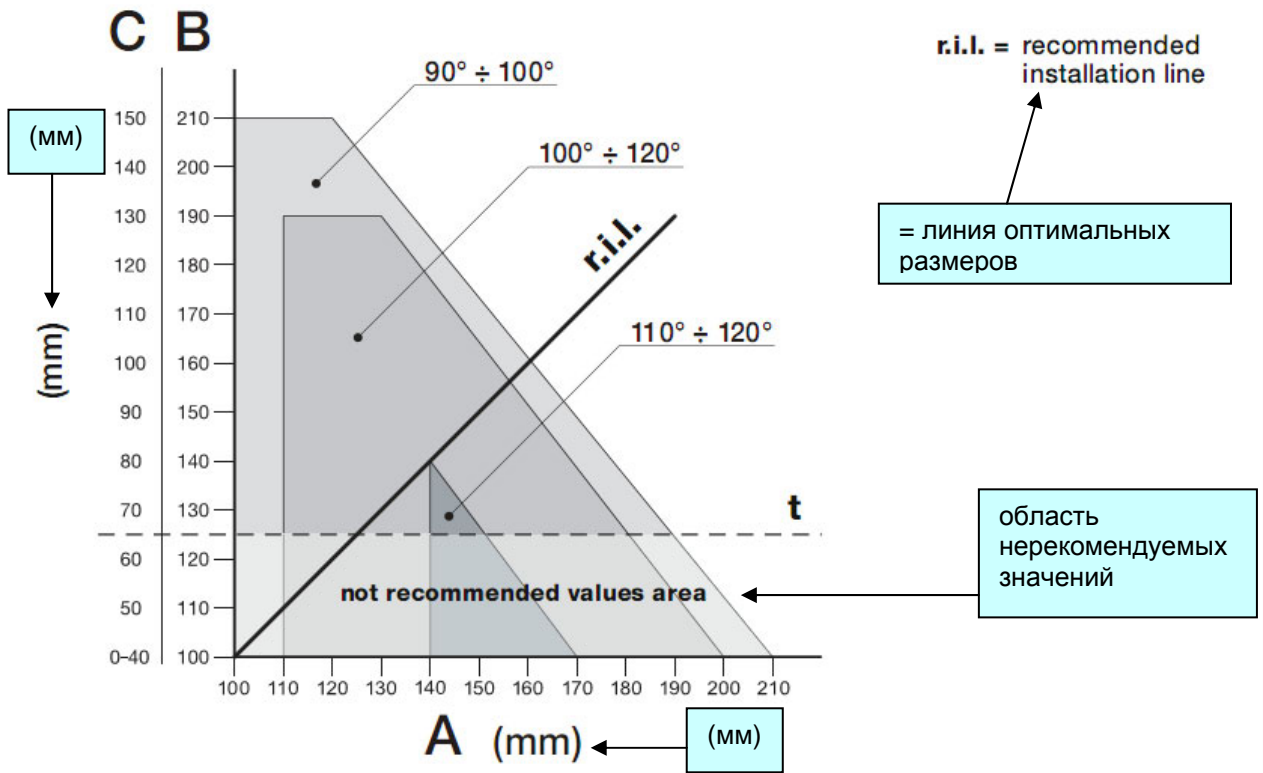 C B
90° ÷ 100°
r.i.l. = recommended
installation line
(мм)
100° ÷ 120°
= линия оптимальных
размеров
r.i.l.
110° ÷ 120°
(mm)
150 210
140 200
130 190
120 180
110 170
100 160
90 150
80 140
70 130
60 120
50 110
0–40 100
t
область
нерекомендуемых
значений
not recommended values area
100 110 120 130 140 150 160 170 180 190 200 210
A (mm)
(мм)